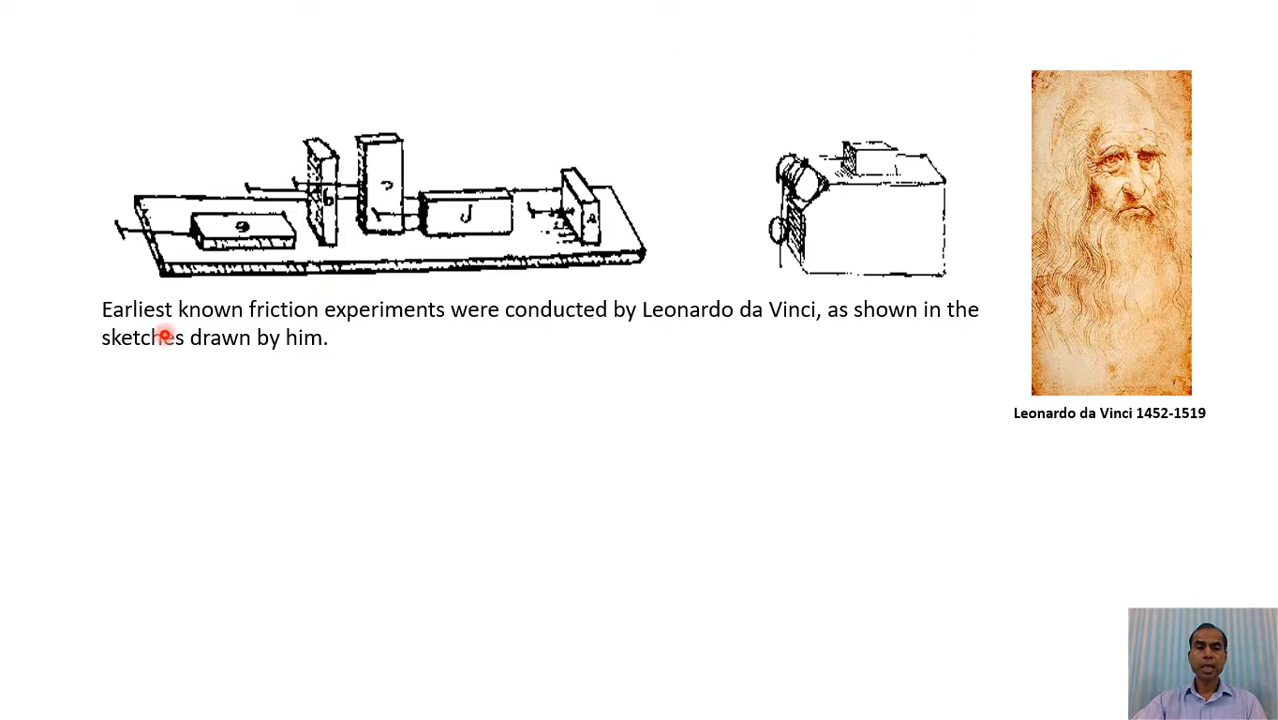 Earliest known friction experiments were conducted by Leonardo da Vinci, as shown in the
sketches drawn by him.
Leonardo da Vinci 1452-1519